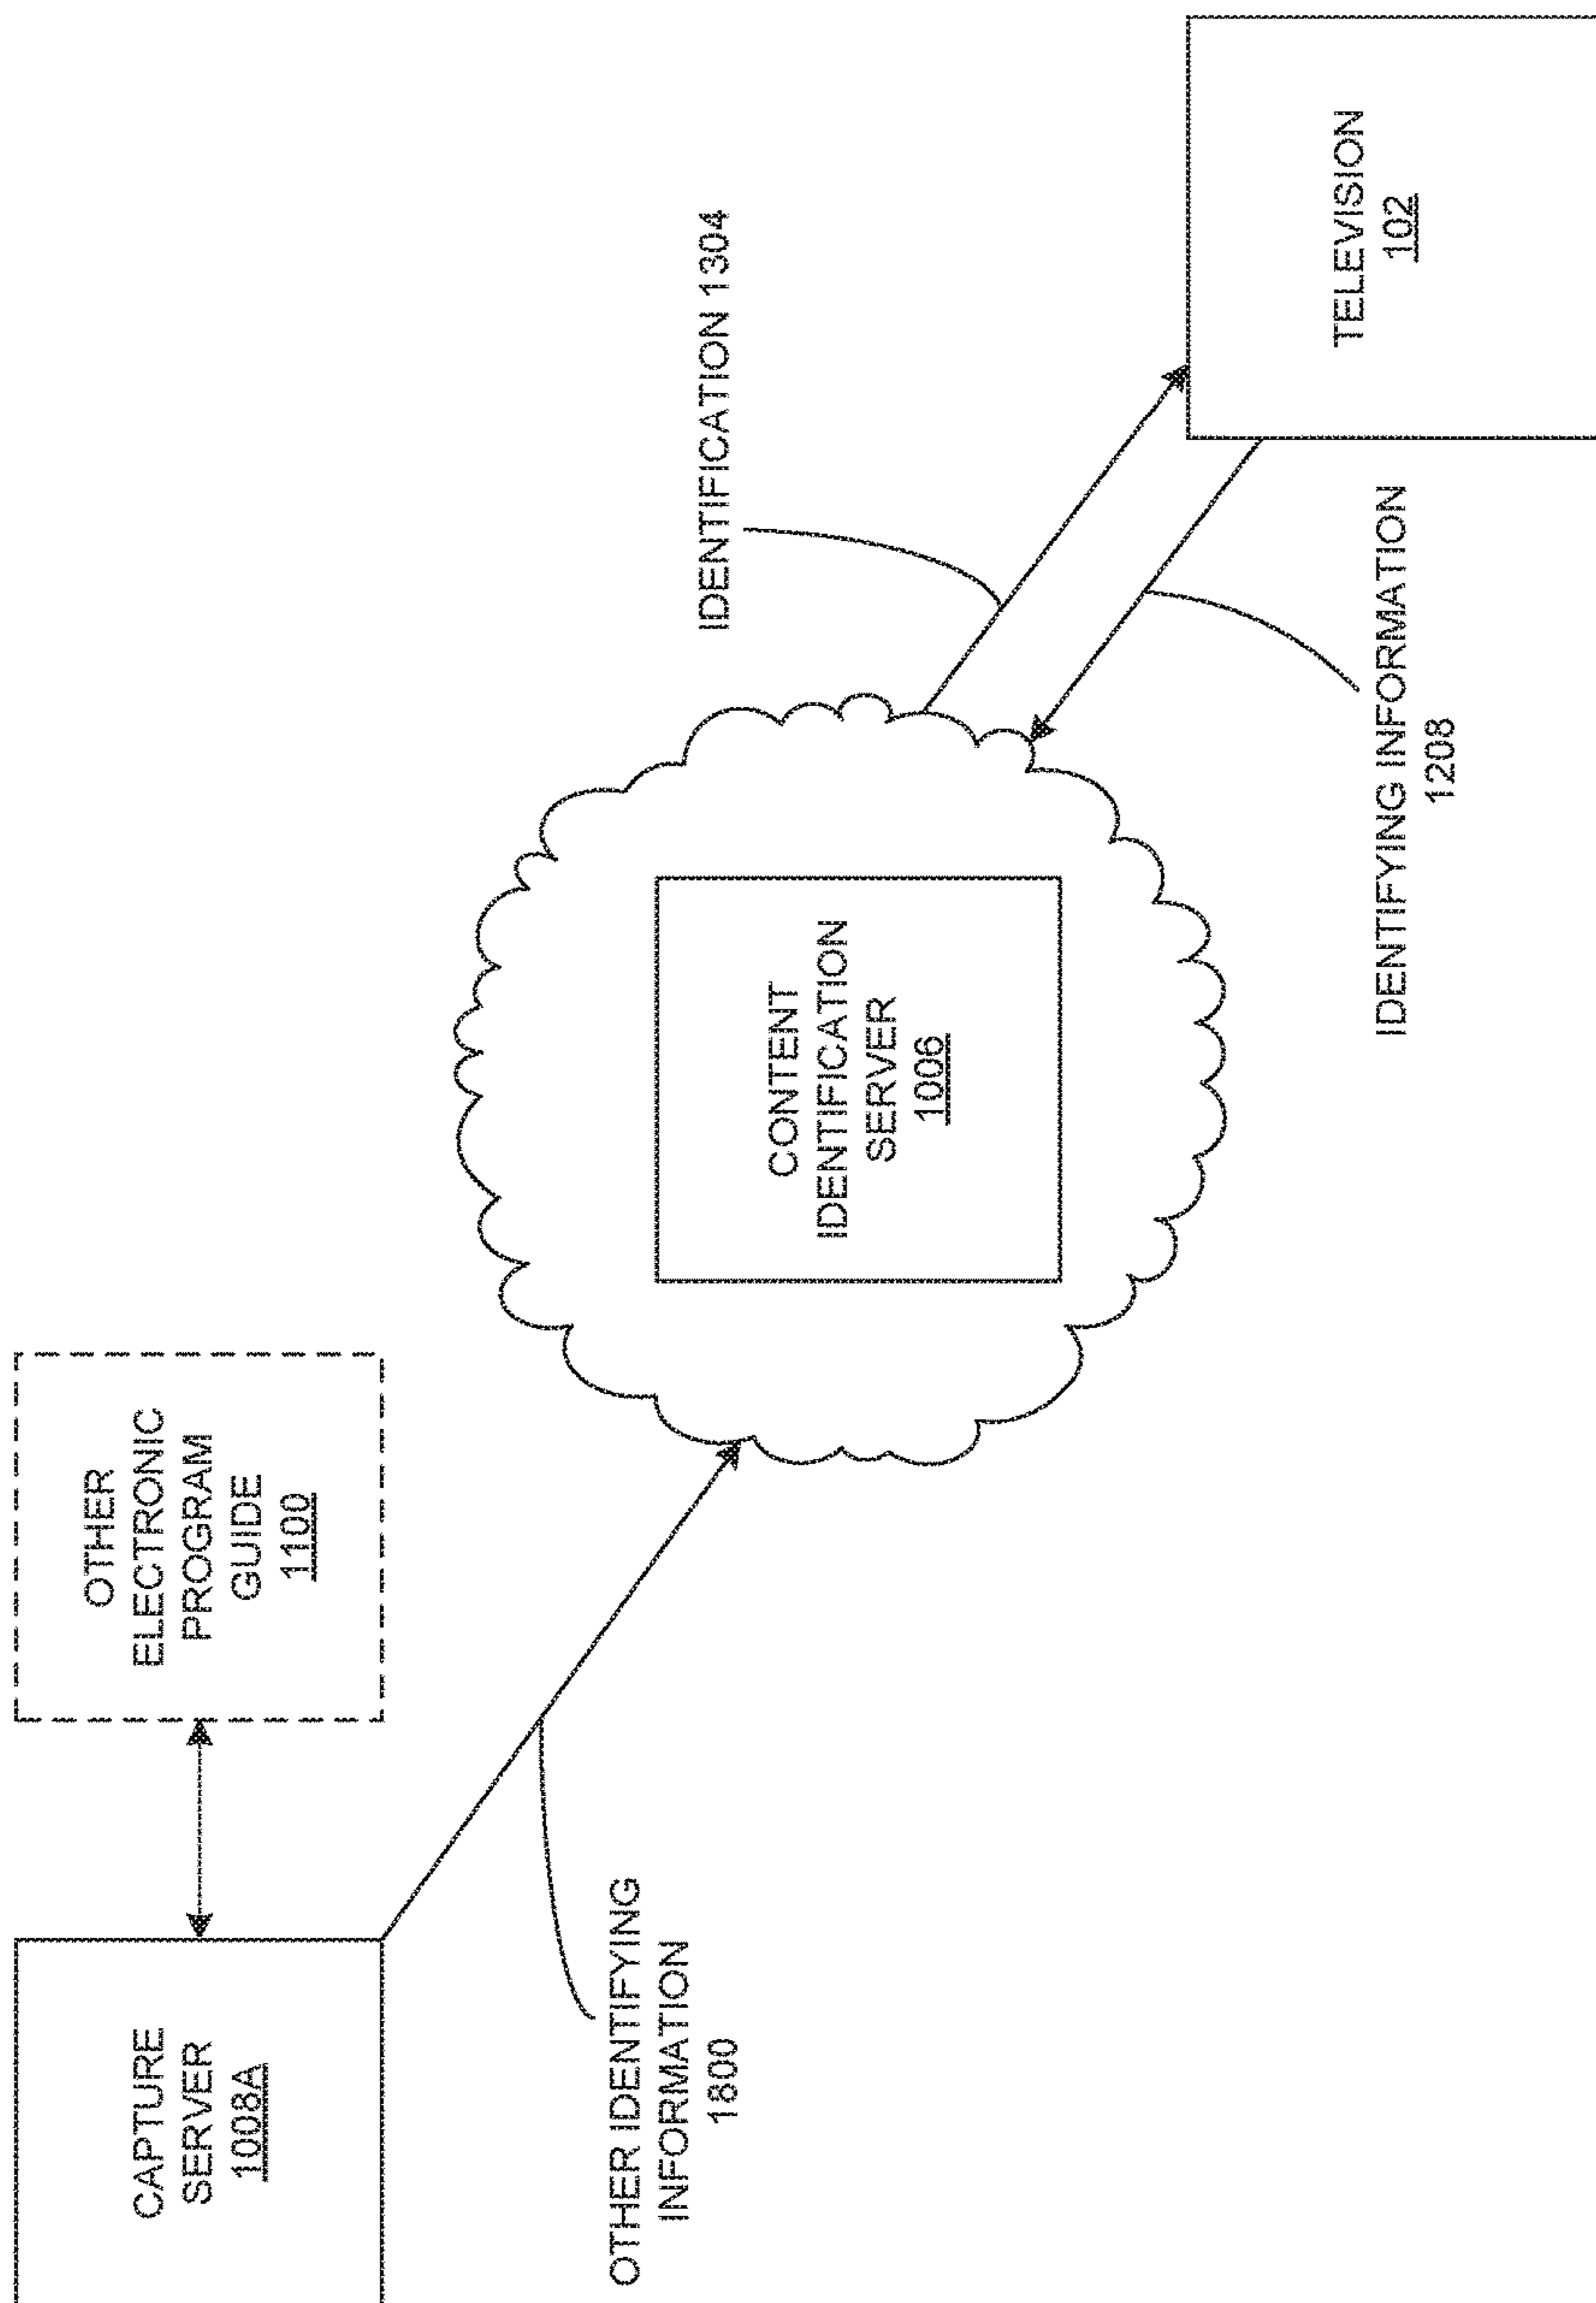 CAPTURE
SERVER
1008A
OTHER
ELECTRONIC
PROGRAM
GUIDE
1100
OTHER IDENTIFYING
INFORMATION
1800
CONTENT
IDENTIFICATION
SERVER
1006
IDENTIFICATION 1304
IDENTIFYING INFORMATION
1208
TELEVISION
102